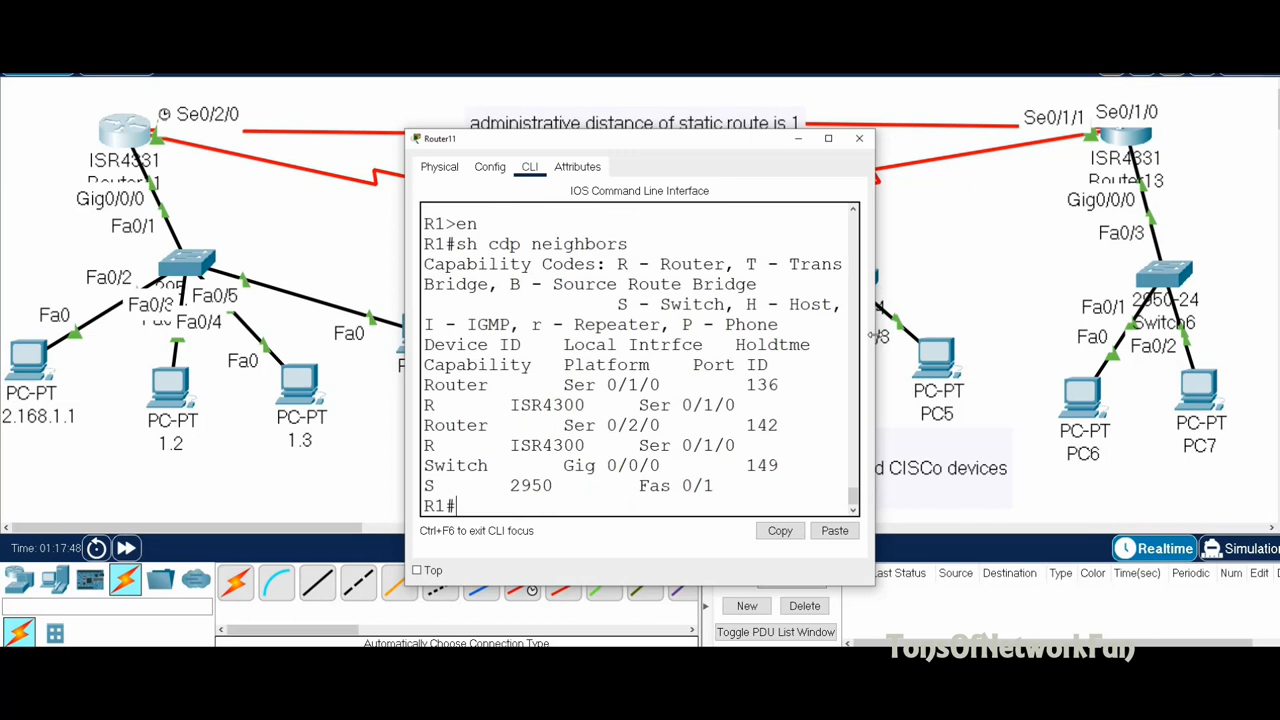 Se0/2/0
administrative distance of static route is 1
Se0/1/1
Se0/1/0
ISR4331
Router11
Gig0/0/0
Fa0/1
Fa0/2
Fa0/3
Fa0/5
Fa0/4
Fa0
Fa0
Fa0
PC-PT
2.168.1.1
PC-PT
1.2
PC-PT
1.3
Router11
Physical
Config
CLI
Attributes
IOS Command Line Interface
R1>en
R1#sh cdp neighbors
Capability Codes: R - Router, T - Trans
Bridge, B - Source Route Bridge
S - Switch, H - Host,
I - IGMP, r - Repeater, P - Phone
Device ID Local Intrfce Holdtme
Capability Platform Port ID
Router Ser 0/1/0 136
R ISR4300 Ser 0/1/0
Router Ser 0/2/0 142
R ISR4300 Ser 0/1/0
Switch Gig 0/0/0 149
S 2950 Fas 0/1
R1#
Ctrl+F6 to exit CLI focus
Copy
Paste
Top
ISR4331
Router13
Gig0/0/0
Fa0/3
2950-24
Switch6
Fa0/1
Fa0
Fa0/2
PC-PT
PC5
PC-PT
PC6
PC-PT
PC7
d CISCo devices
Time: 01:17:48
Realtime
Simulation
Last Status Source Destination Type Color Time(sec) Periodic Num Edit
New
Delete
Toggle PDU List Window
Automatically Choose Connection Type
TonsOfNetworkFun